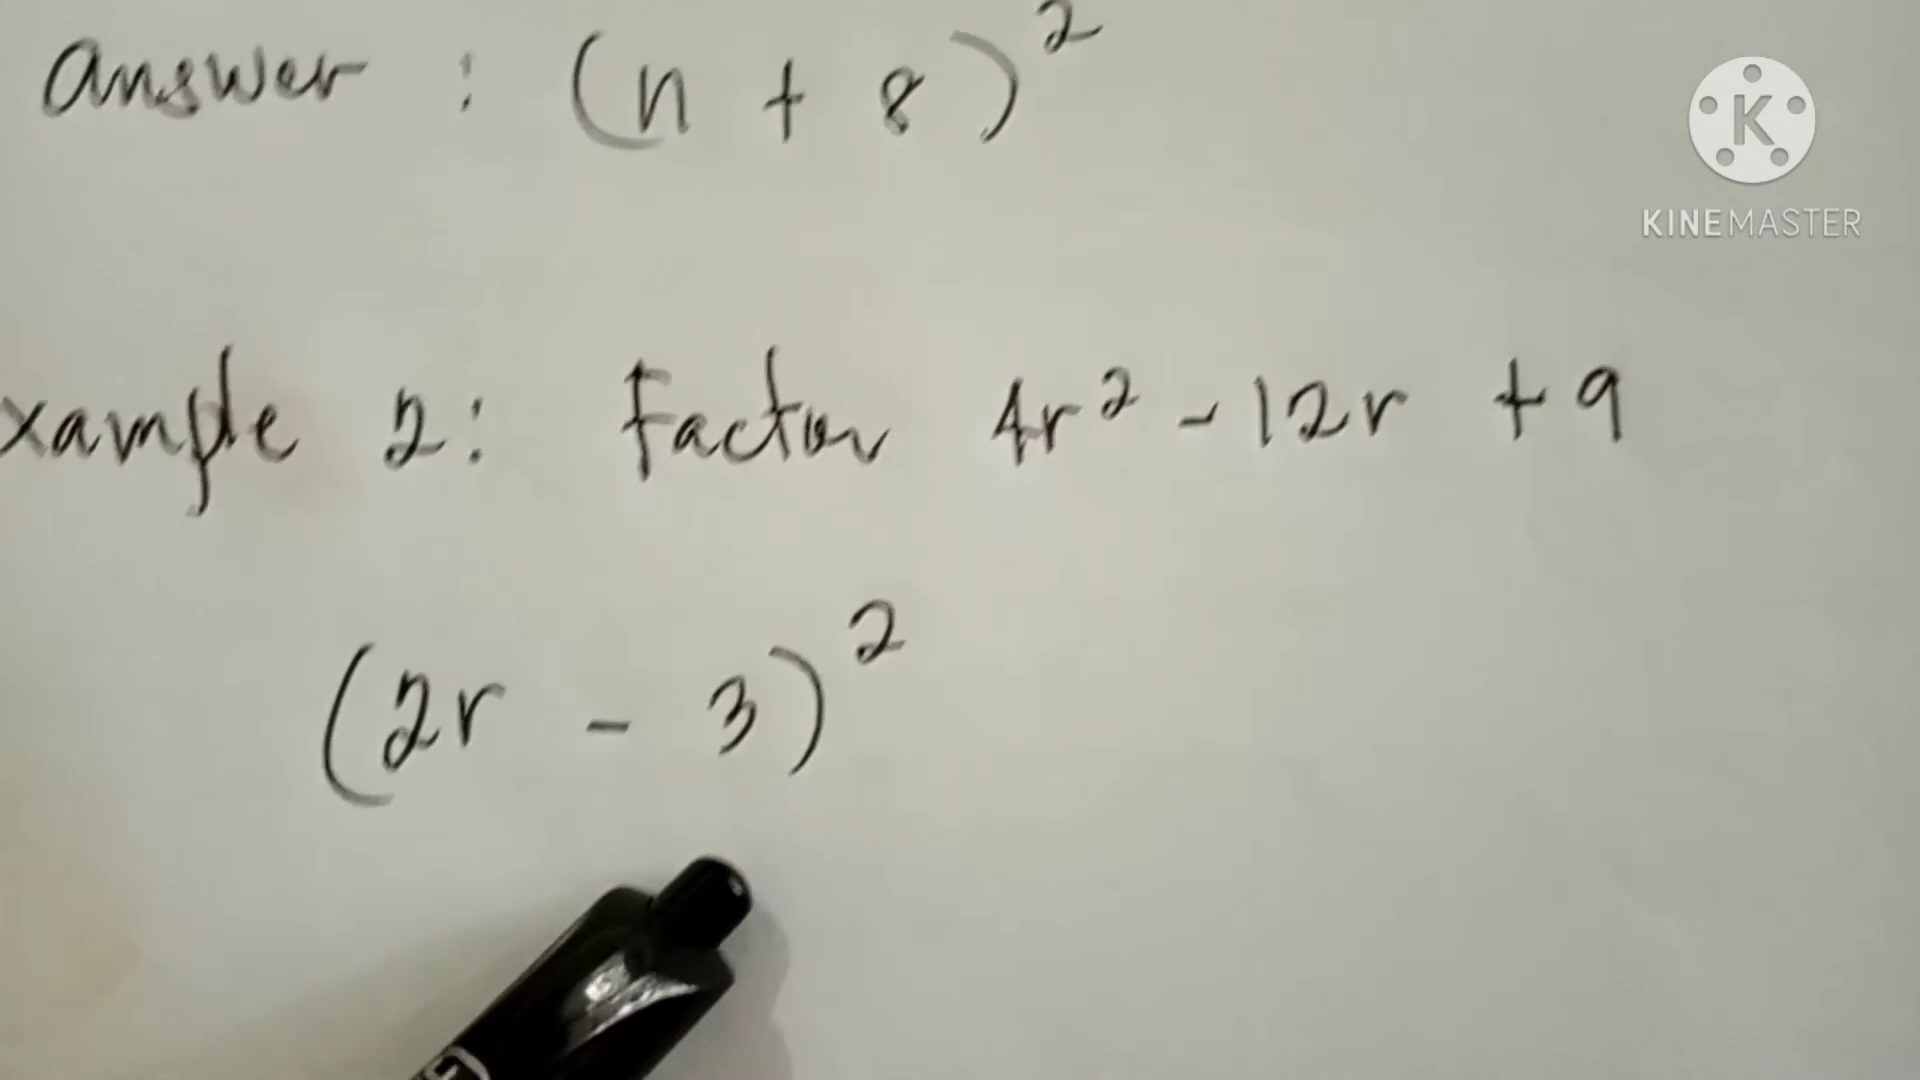 answer : (n + 8)²
K
KINEMASTER
xample 2: Factor 4r² - 12r + 9
(2r - 3)²